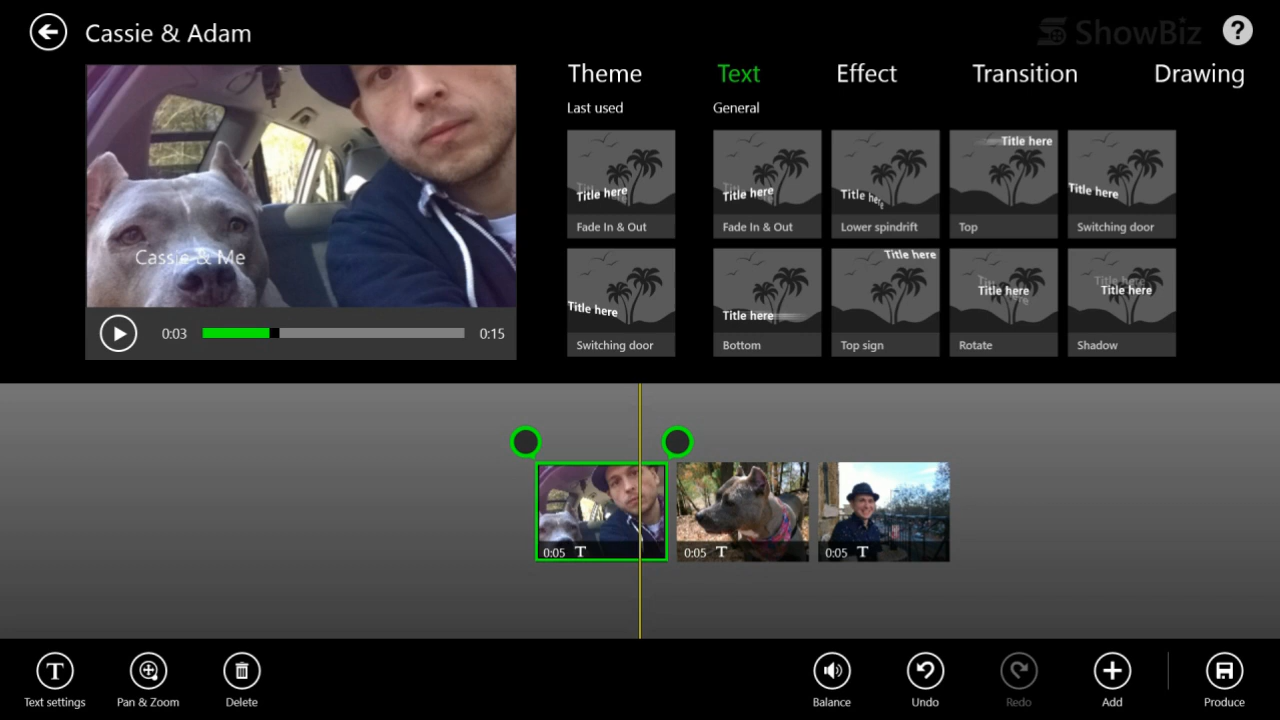 Cassie & Adam
ShowBiz
?
Theme Text Effect Transition Drawing
Last used General
Title here Title here Title here Title here Title here
Fade In & Out Fade In & Out Lower spindrift Top Switching door
Title here Title here Title here Title here Title here
Switching door Bottom Top sign Rotate Shadow
Cassie & Me
0:03 0:15
0:05 T 0:05 T 0:05 T
T
Text settings Pan & Zoom Delete Balance Undo Redo Add Produce